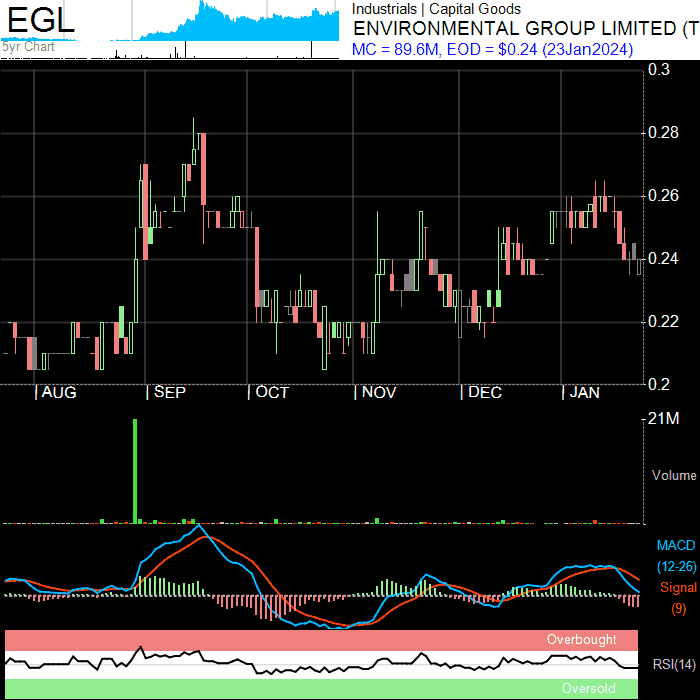 EGL
5yr Chart
Industrials | Capital Goods
ENVIRONMENTAL GROUP LIMITED (T
MC = 89.6M, EOD = $0.24 (23Jan2024)
0.3
0.28
0.26
0.24
0.22
0.2
AUG SEP OCT NOV DEC JAN
21M
Volume
MACD
(12-26)
Signal
(9)
Overbought
RSI(14)
Oversold